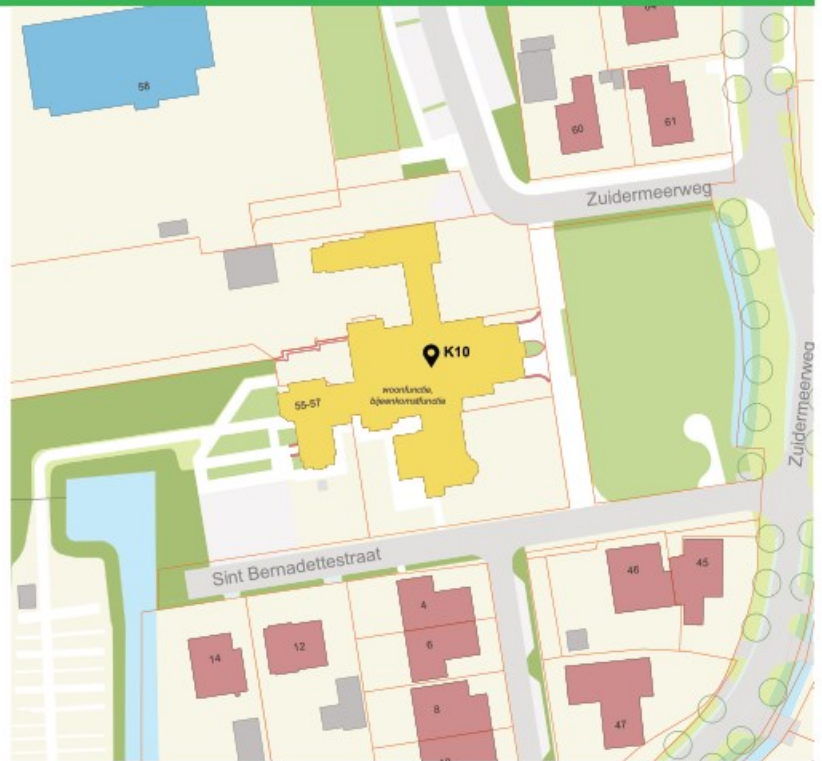 64
58
60
61
Zuidermeerweg
K10
woonfunctie,
bijeenkomstfunctie
55-57
Zuidermeerweg
Sint Bernadettestraat
46
45
4
6
14
12
8
47
10